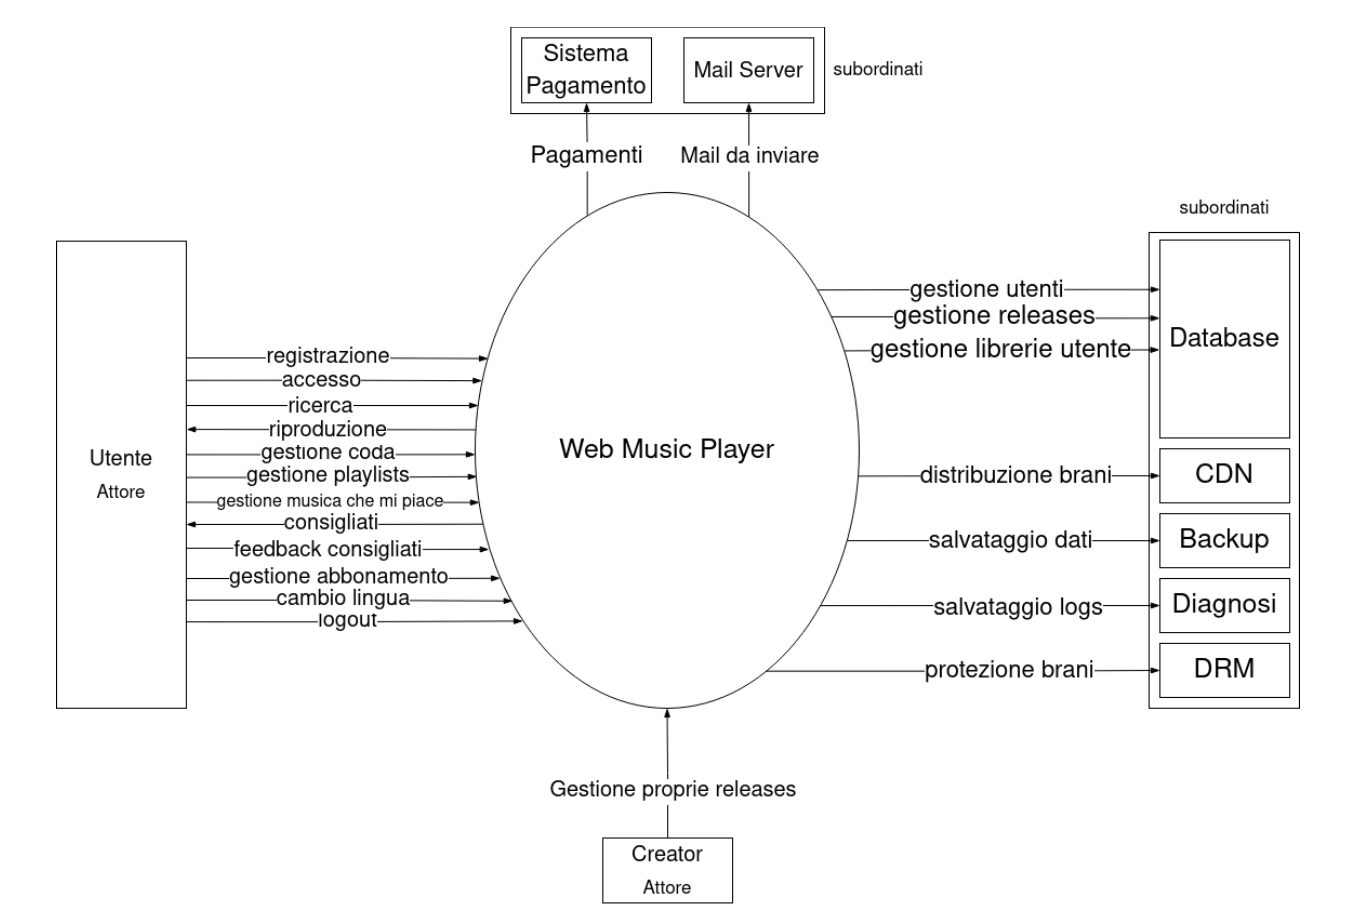 Sistema
Pagamento
Mail Server
subordinati
Pagamenti
Mail da inviare
subordinati
gestione utenti
gestione releases
gestione librerie utente
Database
registrazione
accesso
ricerca
riproduzione
gestione coda
gestione playlists
gestione musica che mi piace
consigliati
feedback consigliati
gestione abbonamento
cambio lingua
logout
Utente
Attore
Web Music Player
distribuzione brani
CDN
salvataggio dati
Backup
salvataggio logs
Diagnosi
protezione brani
DRM
Gestione proprie releases
Creator
Attore